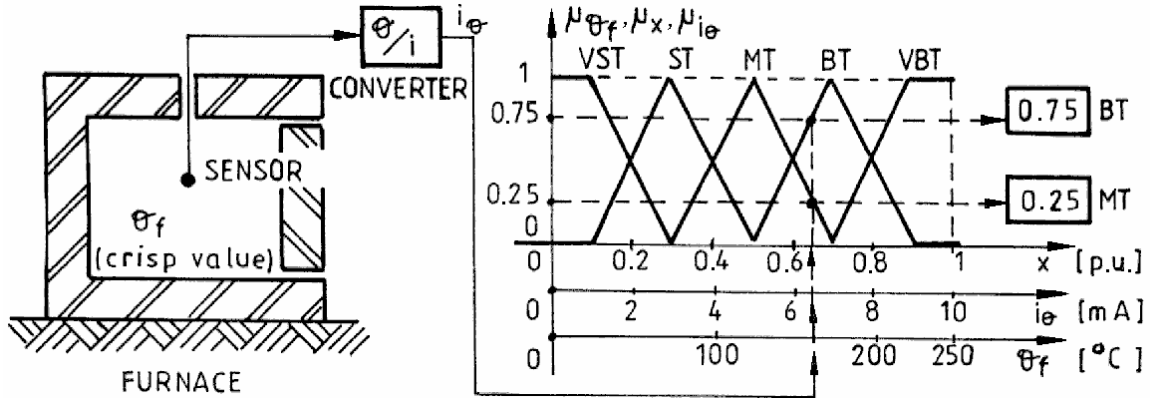 θ/i
CONVERTER
iθ
SENSOR
θf
(crisp value)
FURNACE
μθf, μx, μiθ
VST ST MT BT VBT
1
0.75
0.75 BT
0.25
0.25 MT
0
0 0.2 0.4 0.6 0.8 1 x [p.u.]
0 2 4 6 8 10 iθ [mA]
0 100 200 250 θf [°C]